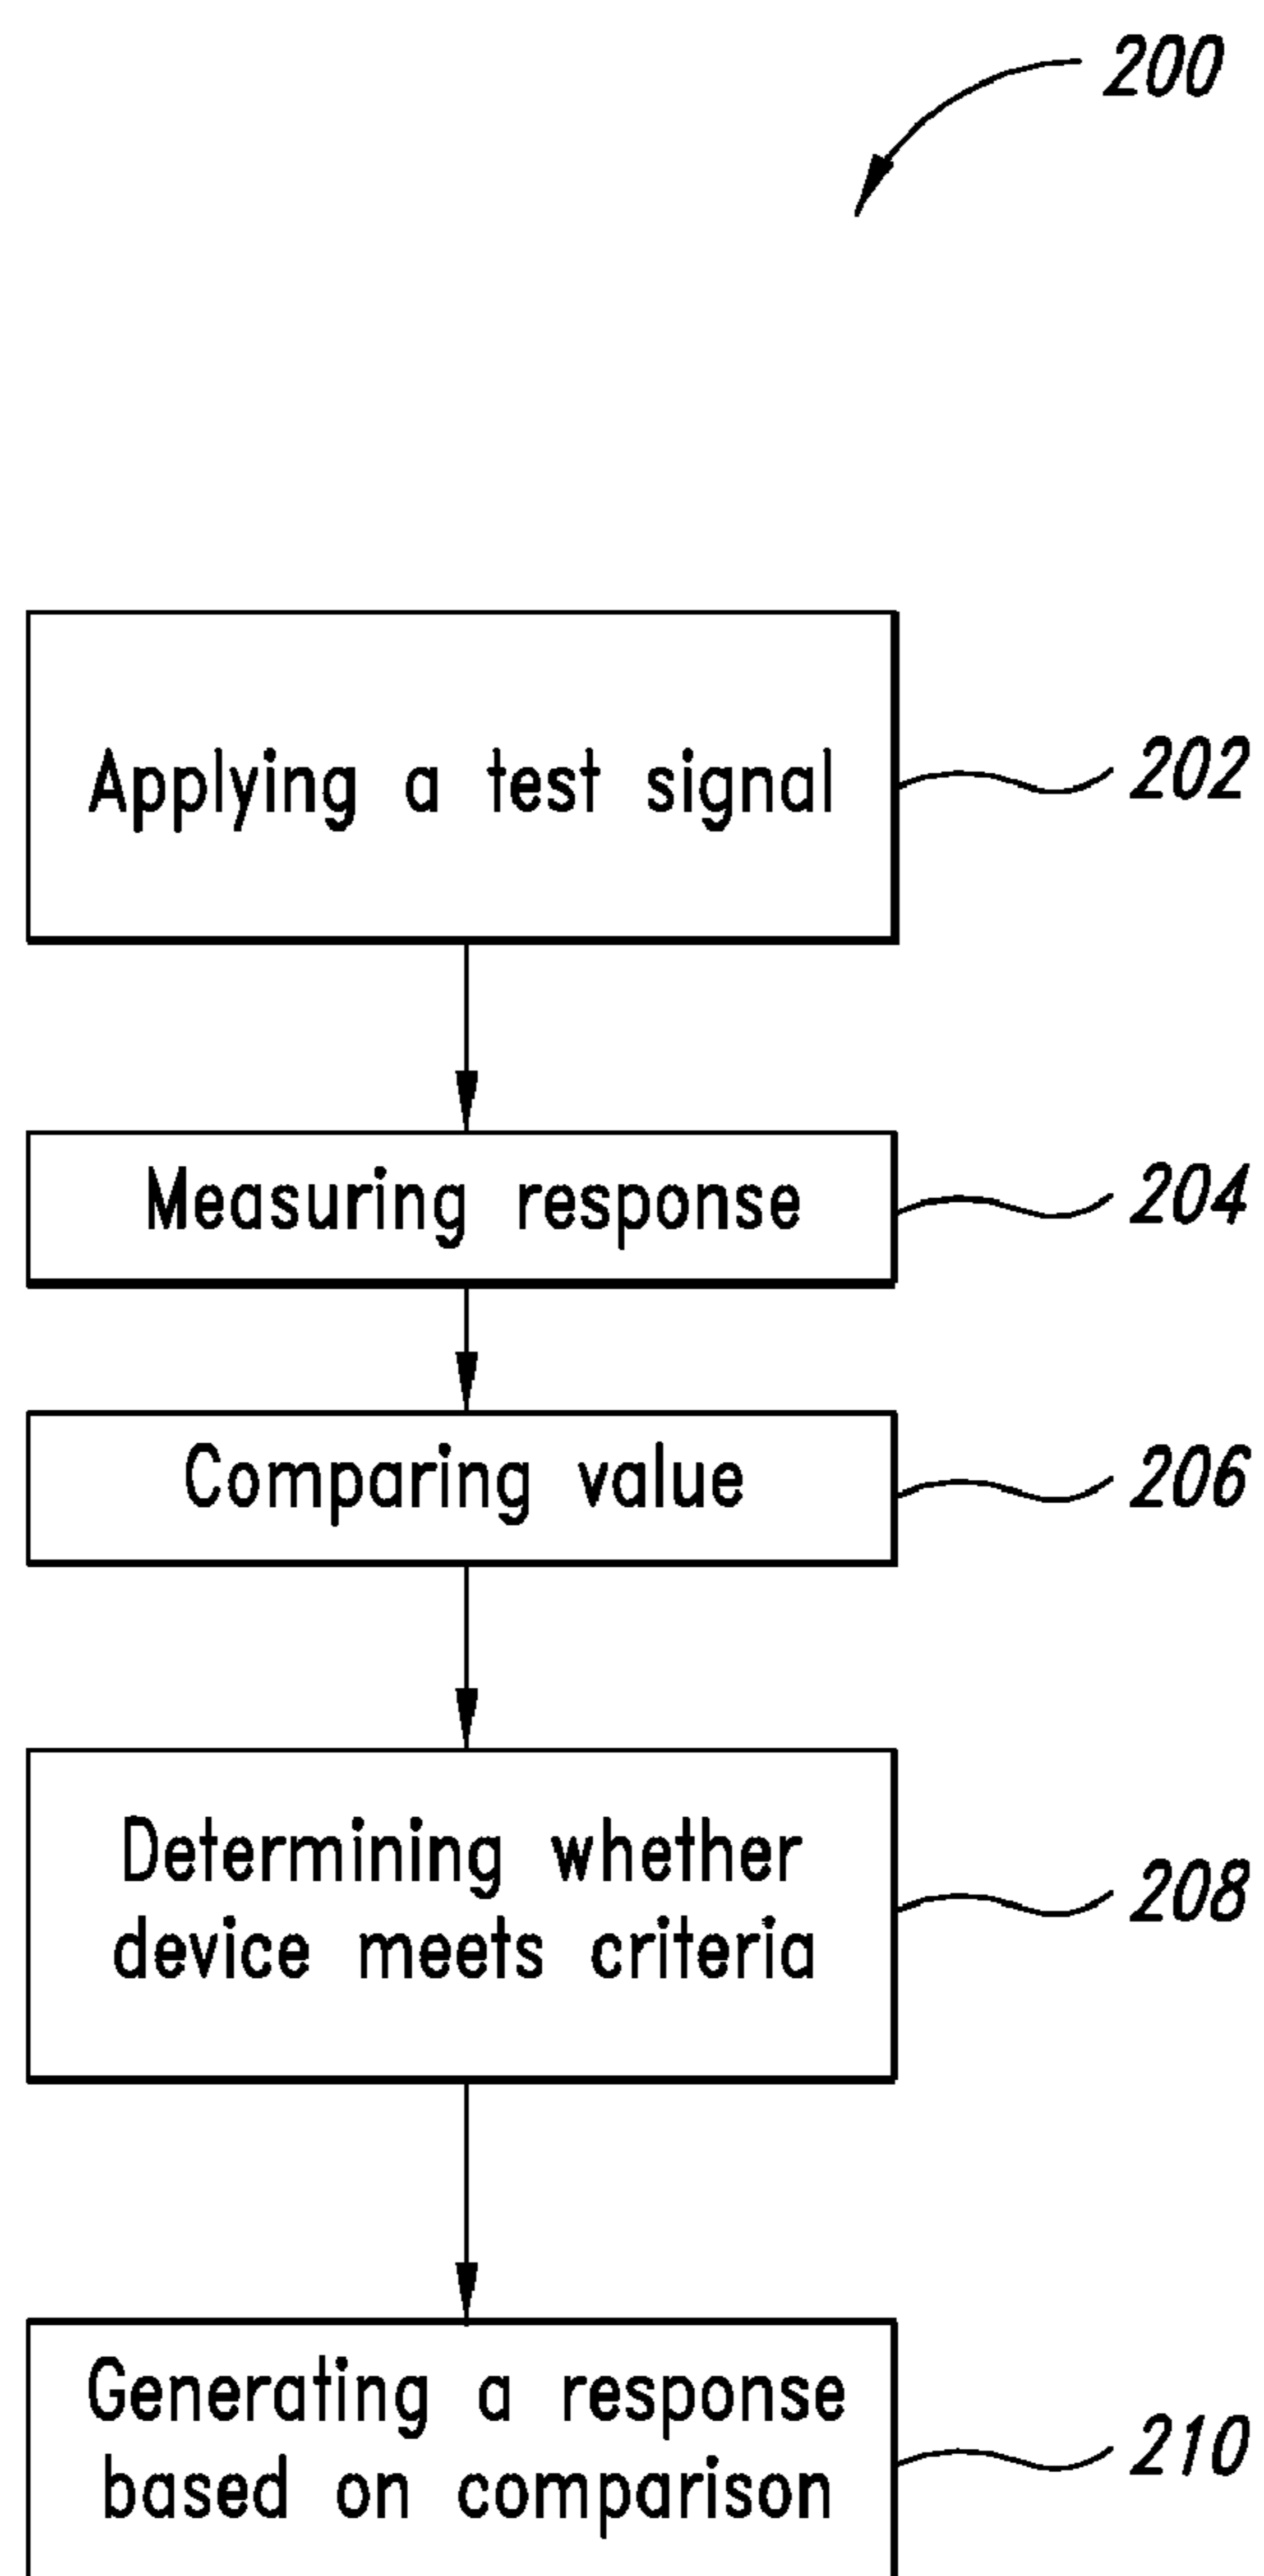 200
Applying a test signal
202
Measuring response
204
Comparing value
206
Determining whether
device meets criteria
208
Generating a response
based on comparison
210